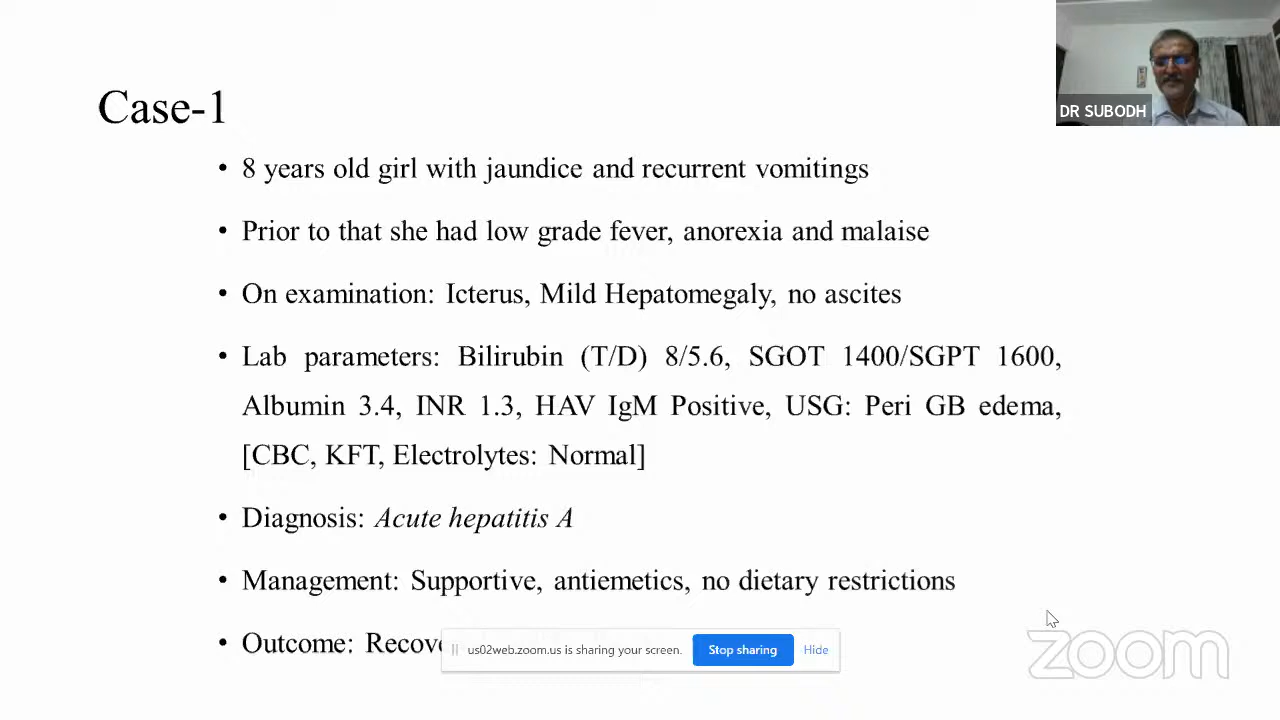 DR SUBODH
Case-1
• 8 years old girl with jaundice and recurrent vomitings
• Prior to that she had low grade fever, anorexia and malaise
• On examination: Icterus, Mild Hepatomegaly, no ascites
• Lab parameters: Bilirubin (T/D) 8/5.6, SGOT 1400/SGPT 1600,
Albumin 3.4, INR 1.3, HAV IgM Positive, USG: Peri GB edema,
[CBC, KFT, Electrolytes: Normal]
• Diagnosis: Acute hepatitis A
• Management: Supportive, antiemetics, no dietary restrictions
• Outcome:
us02web.zoom.us is sharing your screen. Stop sharing Hide
zoom